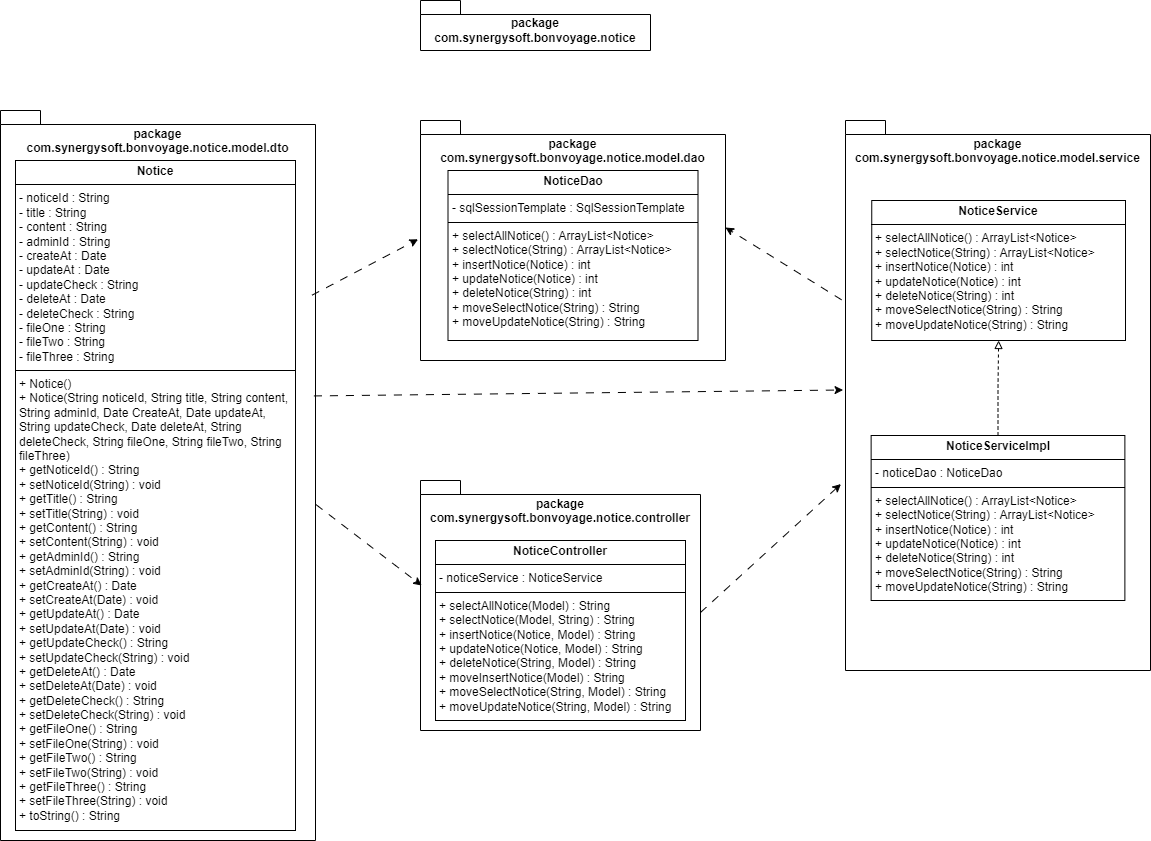 package
com.synergysoft.bonvoyage.notice
package
com.synergysoft.bonvoyage.notice.model.dto
Notice
- noticeId : String
- title : String
- content : String
- adminId : String
- createAt : Date
- updateAt : Date
- updateCheck : String
- deleteAt : Date
- deleteCheck : String
- fileOne : String
- fileTwo : String
- fileThree : String
+ Notice()
+ Notice(String noticeId, String title, String content,
String adminId, Date CreateAt, Date updateAt,
String updateCheck, Date deleteAt, String
deleteCheck, String fileOne, String fileTwo, String
fileThree)
+ getNoticeId() : String
+ setNoticeId(String) : void
+ getTitle() : String
+ setTitle(String) : void
+ getContent() : String
+ setContent(String) : void
+ getAdminId() : String
+ setAdminId(String) : void
+ getCreateAt() : Date
+ setCreateAt(Date) : void
+ getUpdateAt() : Date
+ setUpdateAt(Date) : void
+ getUpdateCheck() : String
+ setUpdateCheck(String) : void
+ getDeleteAt() : Date
+ setDeleteAt(Date) : void
+ getDeleteCheck() : String
+ setDeleteCheck(String) : void
+ getFileOne() : String
+ setFileOne(String) : void
+ getFileTwo() : String
+ setFileTwo(String) : void
+ getFileThree() : String
+ setFileThree(String) : void
+ toString() : String
package
com.synergysoft.bonvoyage.notice.model.dao
NoticeDao
- sqlSessionTemplate : SqlSessionTemplate
+ selectAllNotice() : ArrayList<Notice>
+ selectNotice(String) : ArrayList<Notice>
+ insertNotice(Notice) : int
+ updateNotice(Notice) : int
+ deleteNotice(String) : int
+ moveSelectNotice(String) : String
+ moveUpdateNotice(String) : String
package
com.synergysoft.bonvoyage.notice.controller
NoticeController
- noticeService : NoticeService
+ selectAllNotice(Model) : String
+ selectNotice(Model, String) : String
+ insertNotice(Notice, Model) : String
+ updateNotice(Notice, Model) : String
+ deleteNotice(String, Model) : String
+ moveInsertNotice(Model) : String
+ moveSelectNotice(String, Model) : String
+ moveUpdateNotice(String, Model) : String
package
com.synergysoft.bonvoyage.notice.model.service
NoticeService
+ selectAllNotice() : ArrayList<Notice>
+ selectNotice(String) : ArrayList<Notice>
+ insertNotice(Notice) : int
+ updateNotice(Notice) : int
+ deleteNotice(String) : int
+ moveSelectNotice(String) : String
+ moveUpdateNotice(String) : String
NoticeServiceImpl
- noticeDao : NoticeDao
+ selectAllNotice() : ArrayList<Notice>
+ selectNotice(String) : ArrayList<Notice>
+ insertNotice(Notice) : int
+ updateNotice(Notice) : int
+ deleteNotice(String) : int
+ moveSelectNotice(String) : String
+ moveUpdateNotice(String) : String